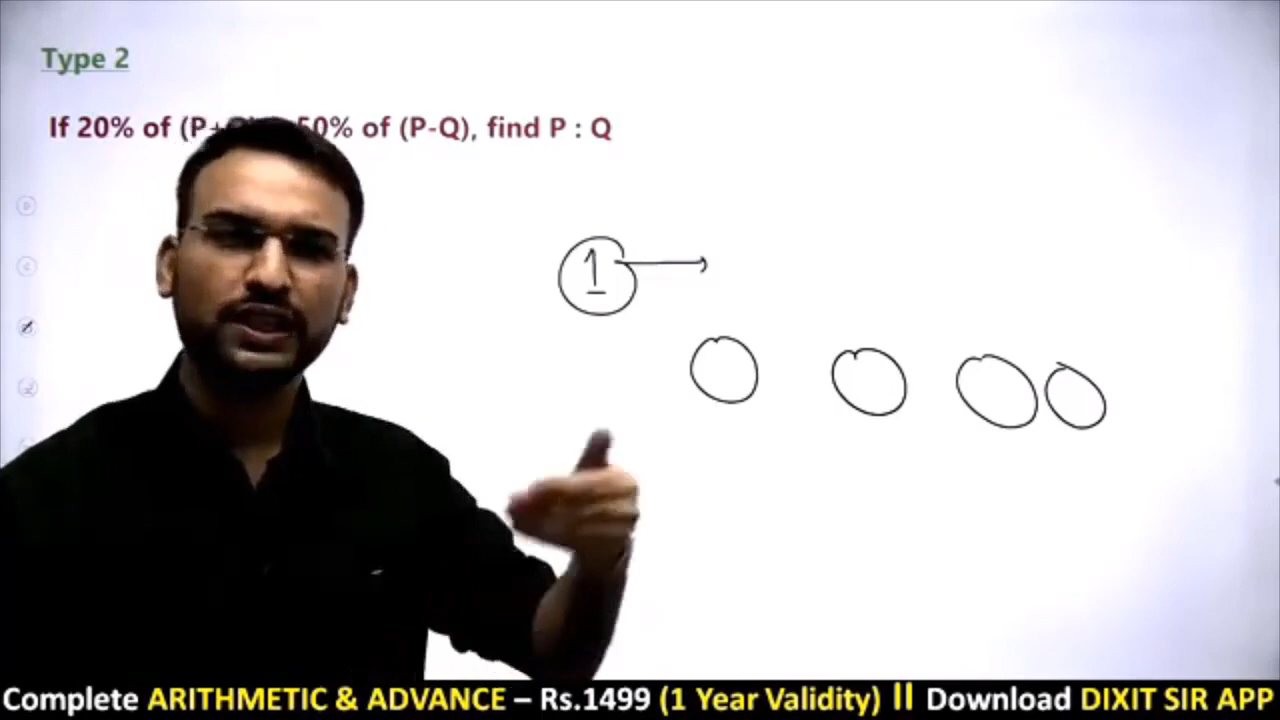 Type 2
If 20% of (P+ 50% of (P-Q), find P : Q
1
Complete ARITHMETIC & ADVANCE – Rs.1499 (1 Year Validity) II Download DIXIT SIR APP